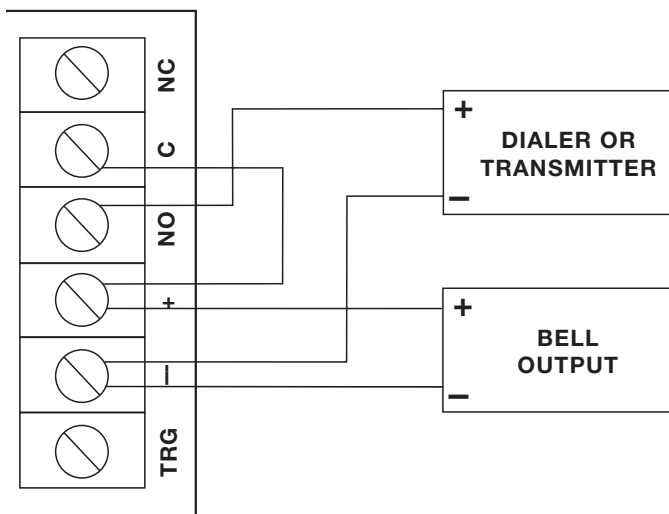 NC
C
NO
+
−
TRG
+
DIALER OR
TRANSMITTER
−
+
BELL
OUTPUT
−